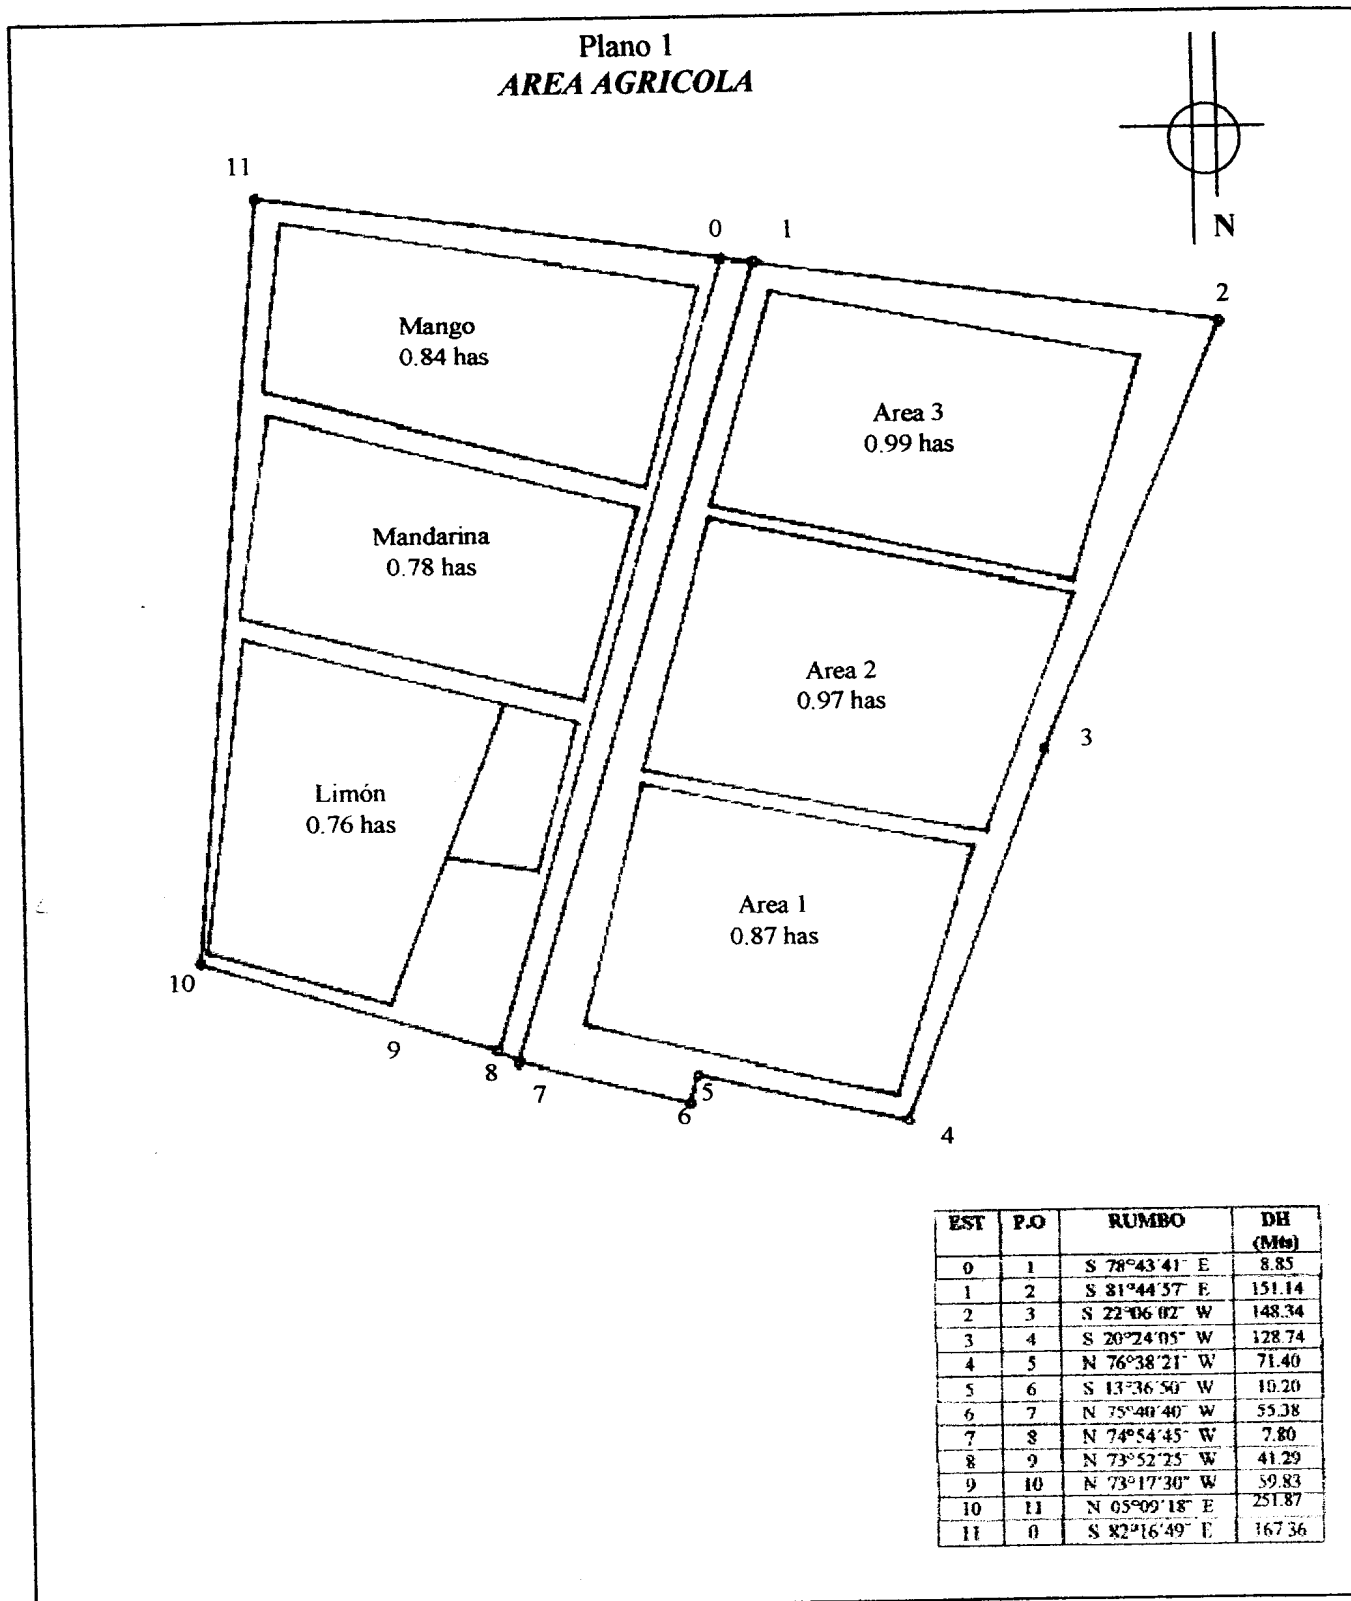 Plano 1
AREA AGRICOLA
N
11
0
1
2
Mango
0.84 has
Area 3
0.99 has
Mandarina
0.78 has
Area 2
0.97 has
3
Limón
0.76 has
Area 1
0.87 has
10
9
8
7
5
6
4
EST P.O RUMBO DH (Mts)
0 1 S 78°43'41" E 8.85
1 2 S 81°44'57" E 151.14
2 3 S 22°06'02" W 148.34
3 4 S 20°24'05" W 128.74
4 5 N 76°38'21" W 71.40
5 6 S 13°36'50" W 10.20
6 7 N 75°40'40" W 55.38
7 8 N 74°54'45" W 7.80
8 9 N 73°52'25" W 41.29
9 10 N 73°17'30" W 59.83
10 11 N 05°09'18" E 251.87
11 0 S 82°16'49" E 167.36